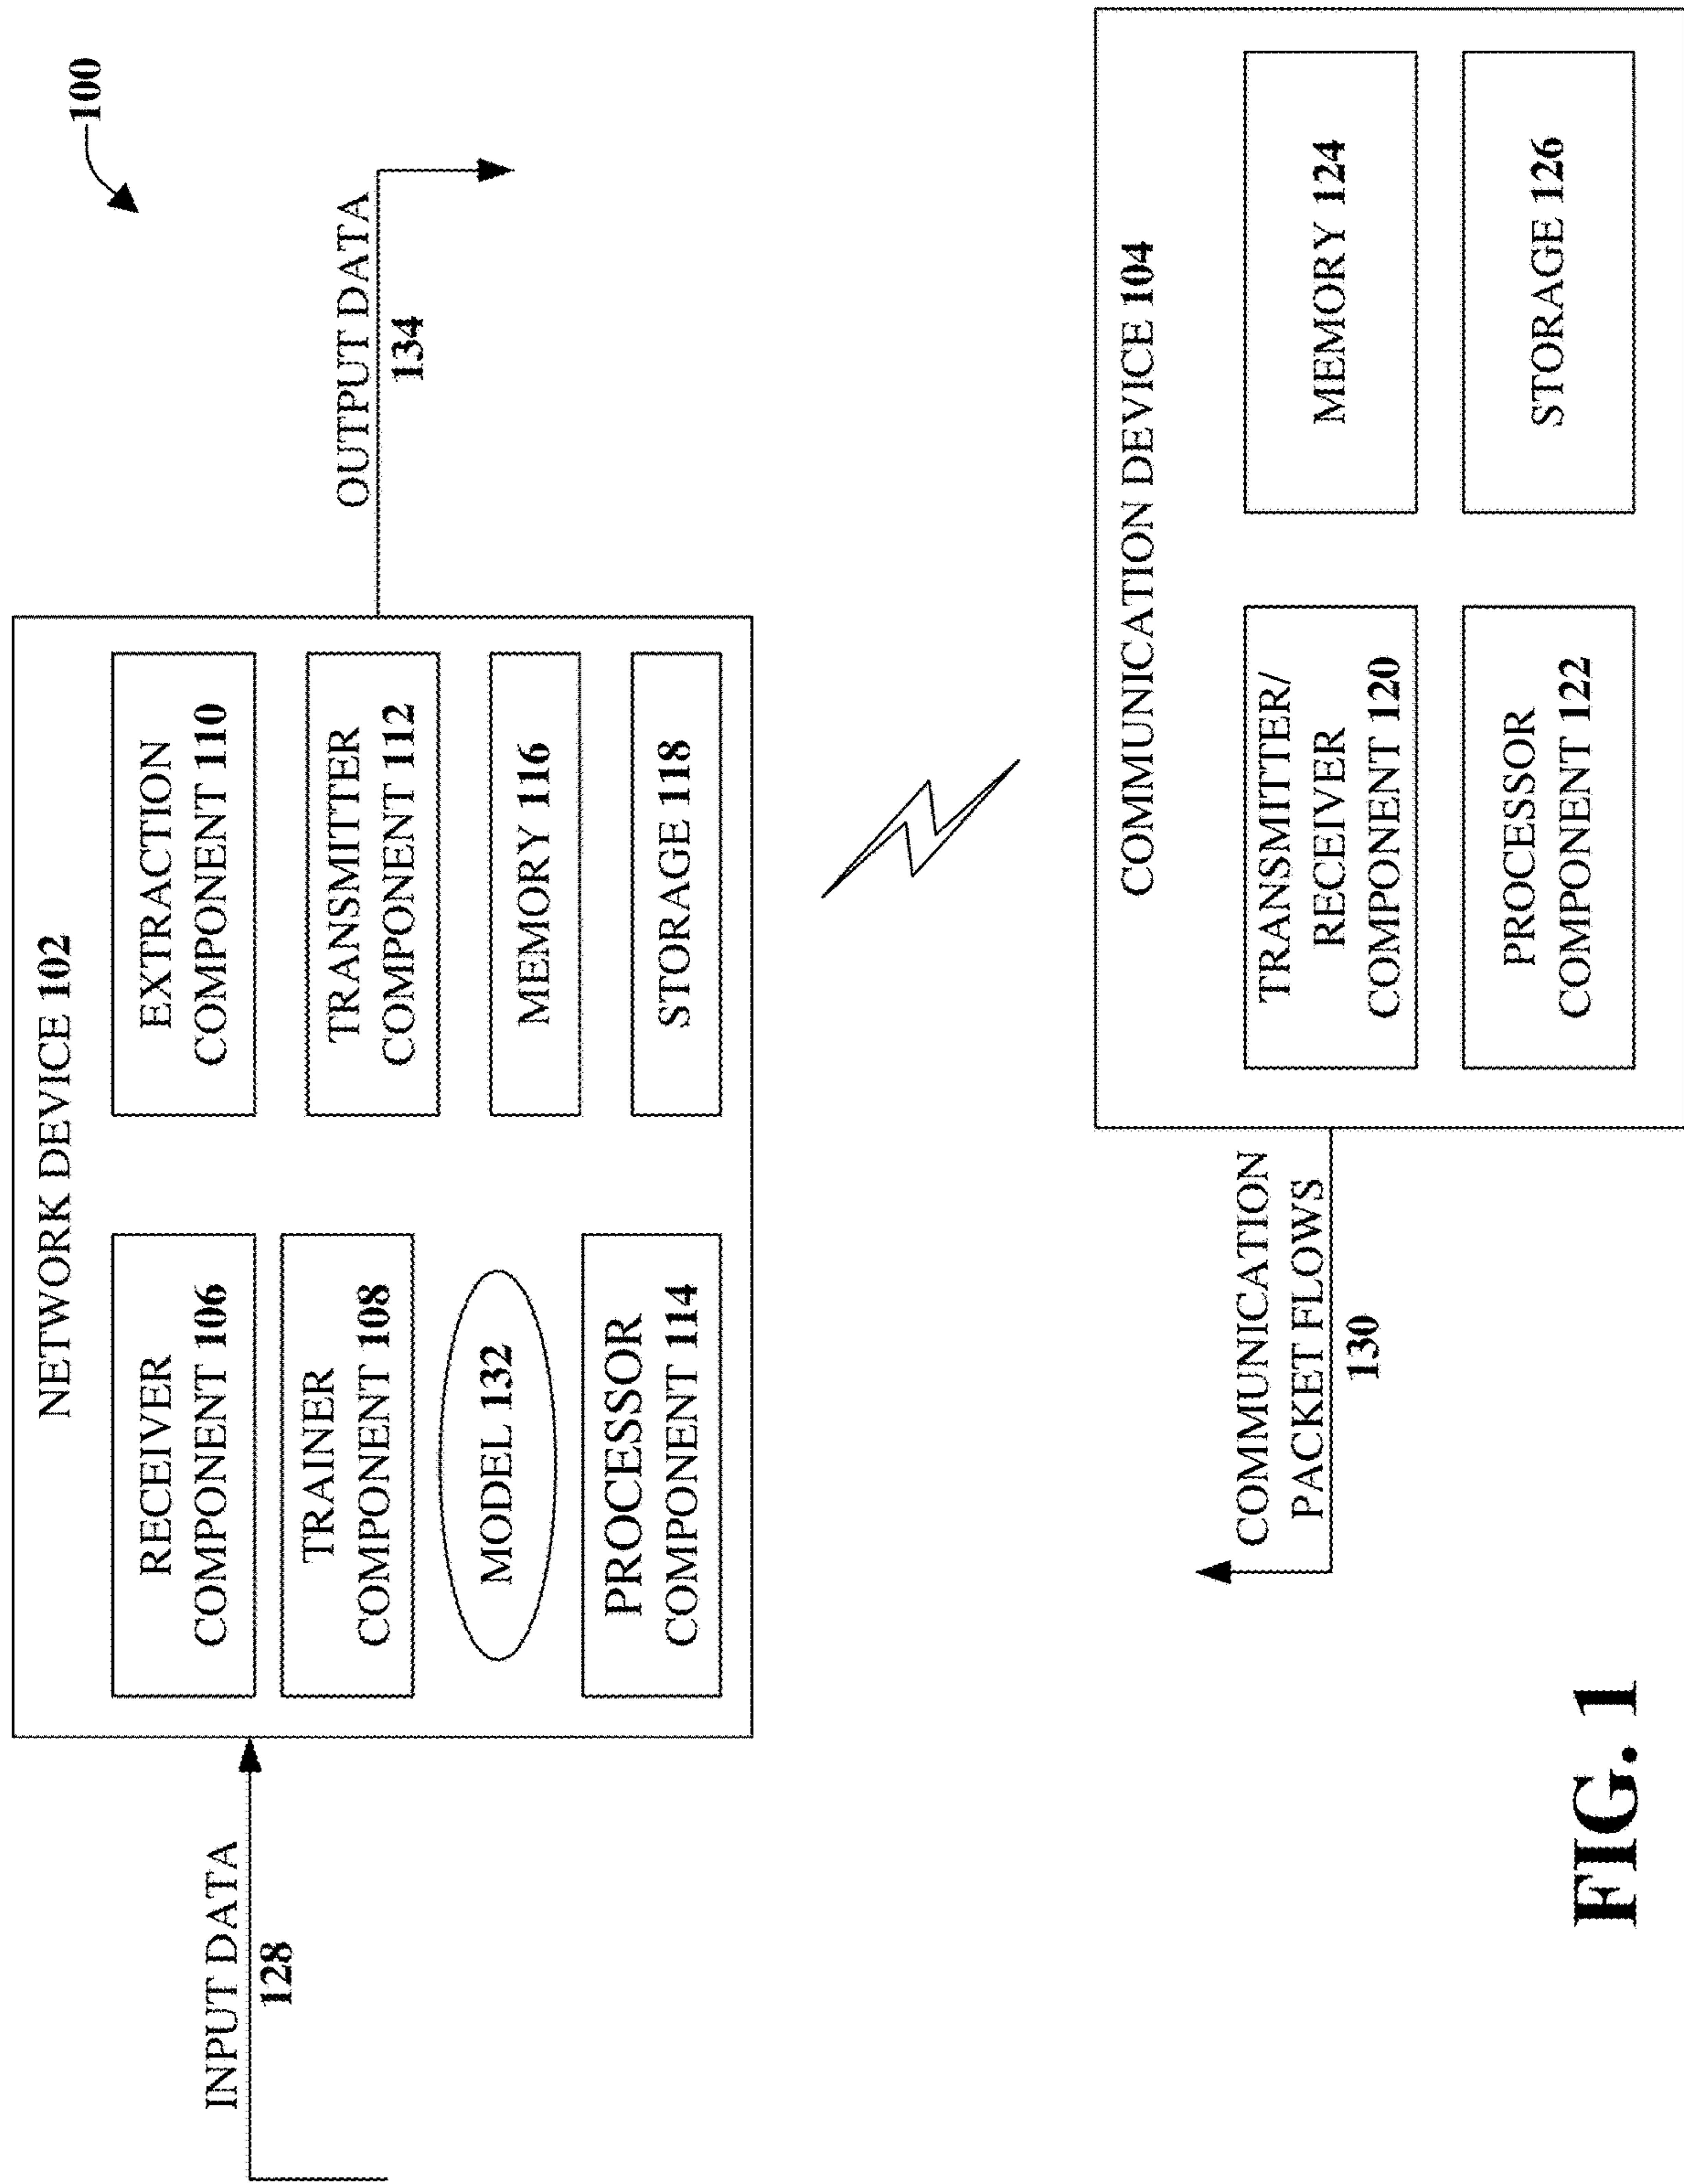 100
NETWORK DEVICE 102
INPUT DATA
128
RECEIVER
COMPONENT 106
EXTRACTION
COMPONENT 110
TRAINER
COMPONENT 108
TRANSMITTER
COMPONENT 112
MODEL 132
MEMORY 116
PROCESSOR
COMPONENT 114
STORAGE 118
OUTPUT DATA
134
COMMUNICATION DEVICE 104
COMMUNICATION
PACKET FLOWS
130
TRANSMITTER/
RECEIVER
COMPONENT 120
MEMORY 124
PROCESSOR
COMPONENT 122
STORAGE 126
FIG. 1